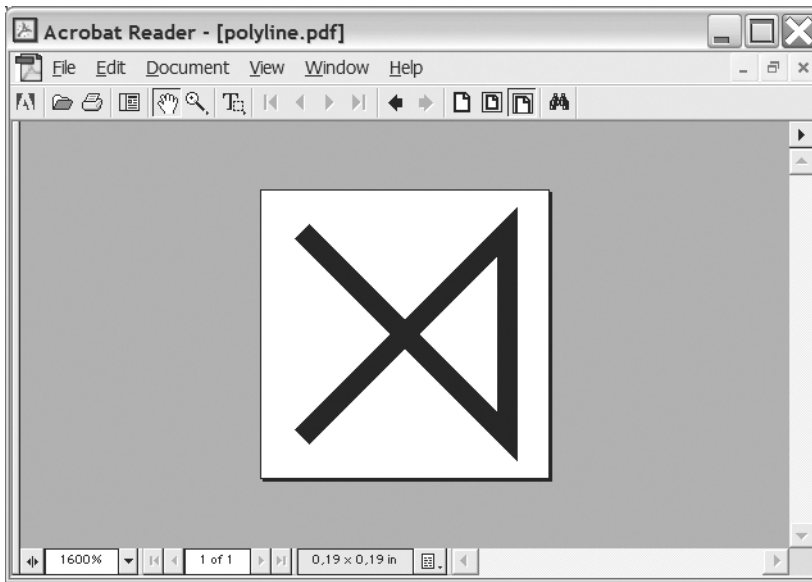 Acrobat Reader - [polyline.pdf]
File Edit Document View Window Help
1600% 1 of 1 0,19 x 0,19 in